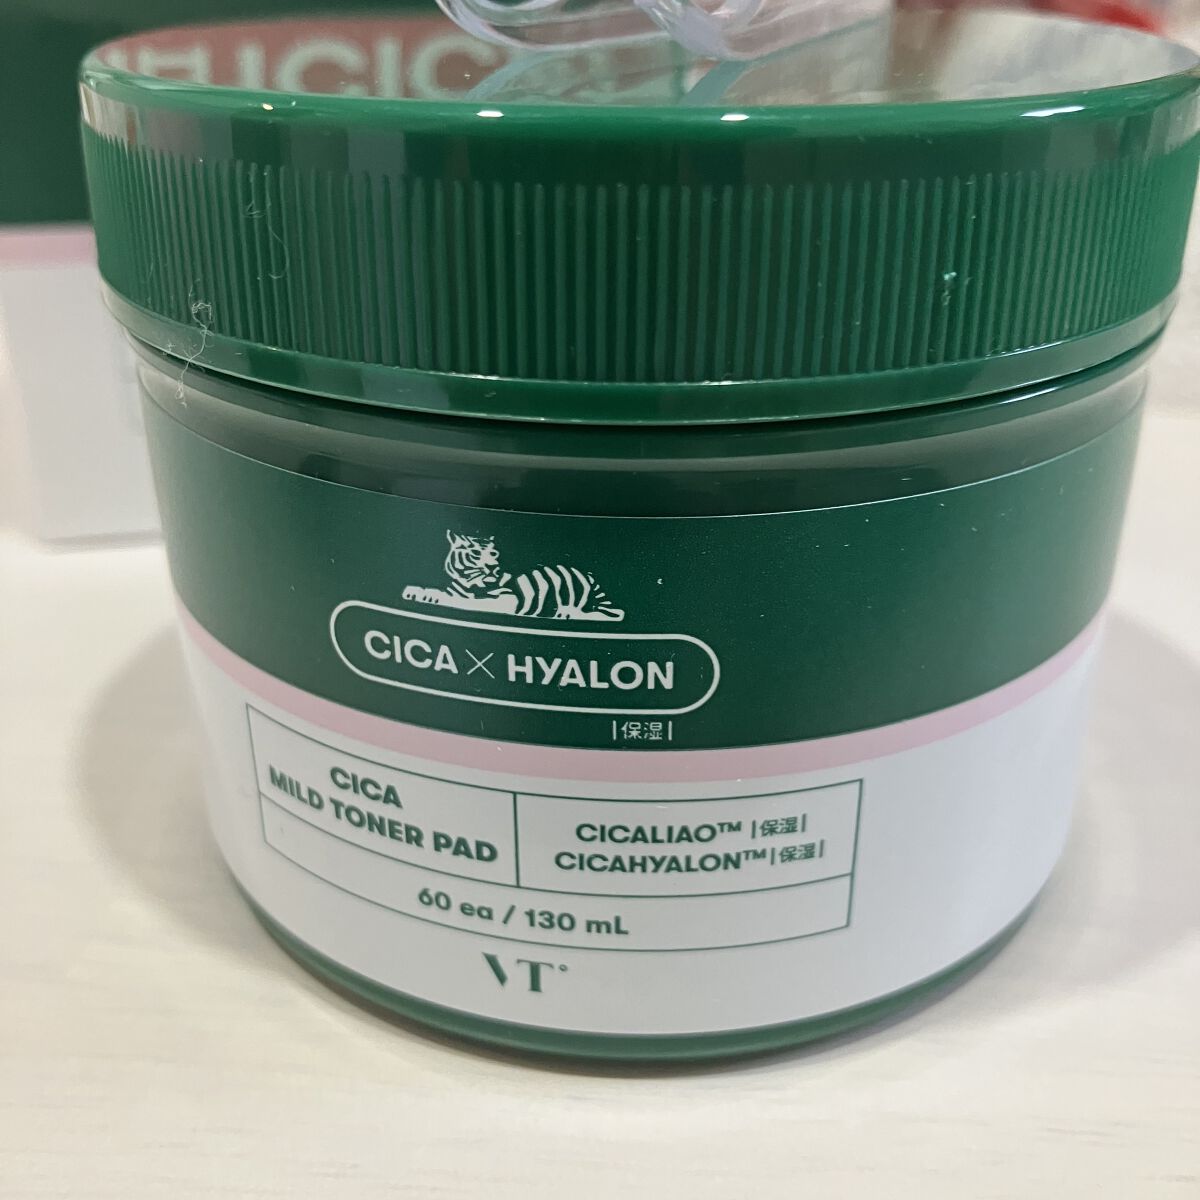 CICA × HYALON
|保湿|
CICA
MILD TONER PAD
CICALIAO™ |保湿|
CICAHYALON™ |保湿|
60 ea / 130 mL
VT°